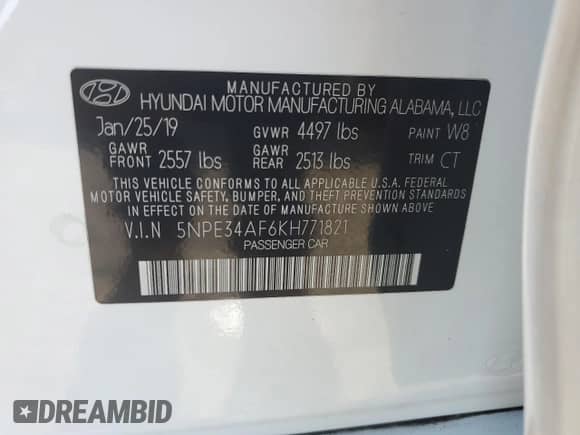 MANUFACTURED BY
HYUNDAI MOTOR MANUFACTURING ALABAMA, LLC
Jan/25/19 GVWR 4497 lbs PAINT W8
GAWR FRONT 2557 lbs GAWR REAR 2513 lbs TRIM CT
THIS VEHICLE CONFORMS TO ALL APPLICABLE U.S.A. FEDERAL
MOTOR VEHICLE SAFETY, BUMPER, AND THEFT PREVENTION STANDARDS
IN EFFECT ON THE DATE OF MANUFACTURE SHOWN ABOVE.
V.I.N 5NPE34AF6KH771821
PASSENGER CAR
DREAMBID